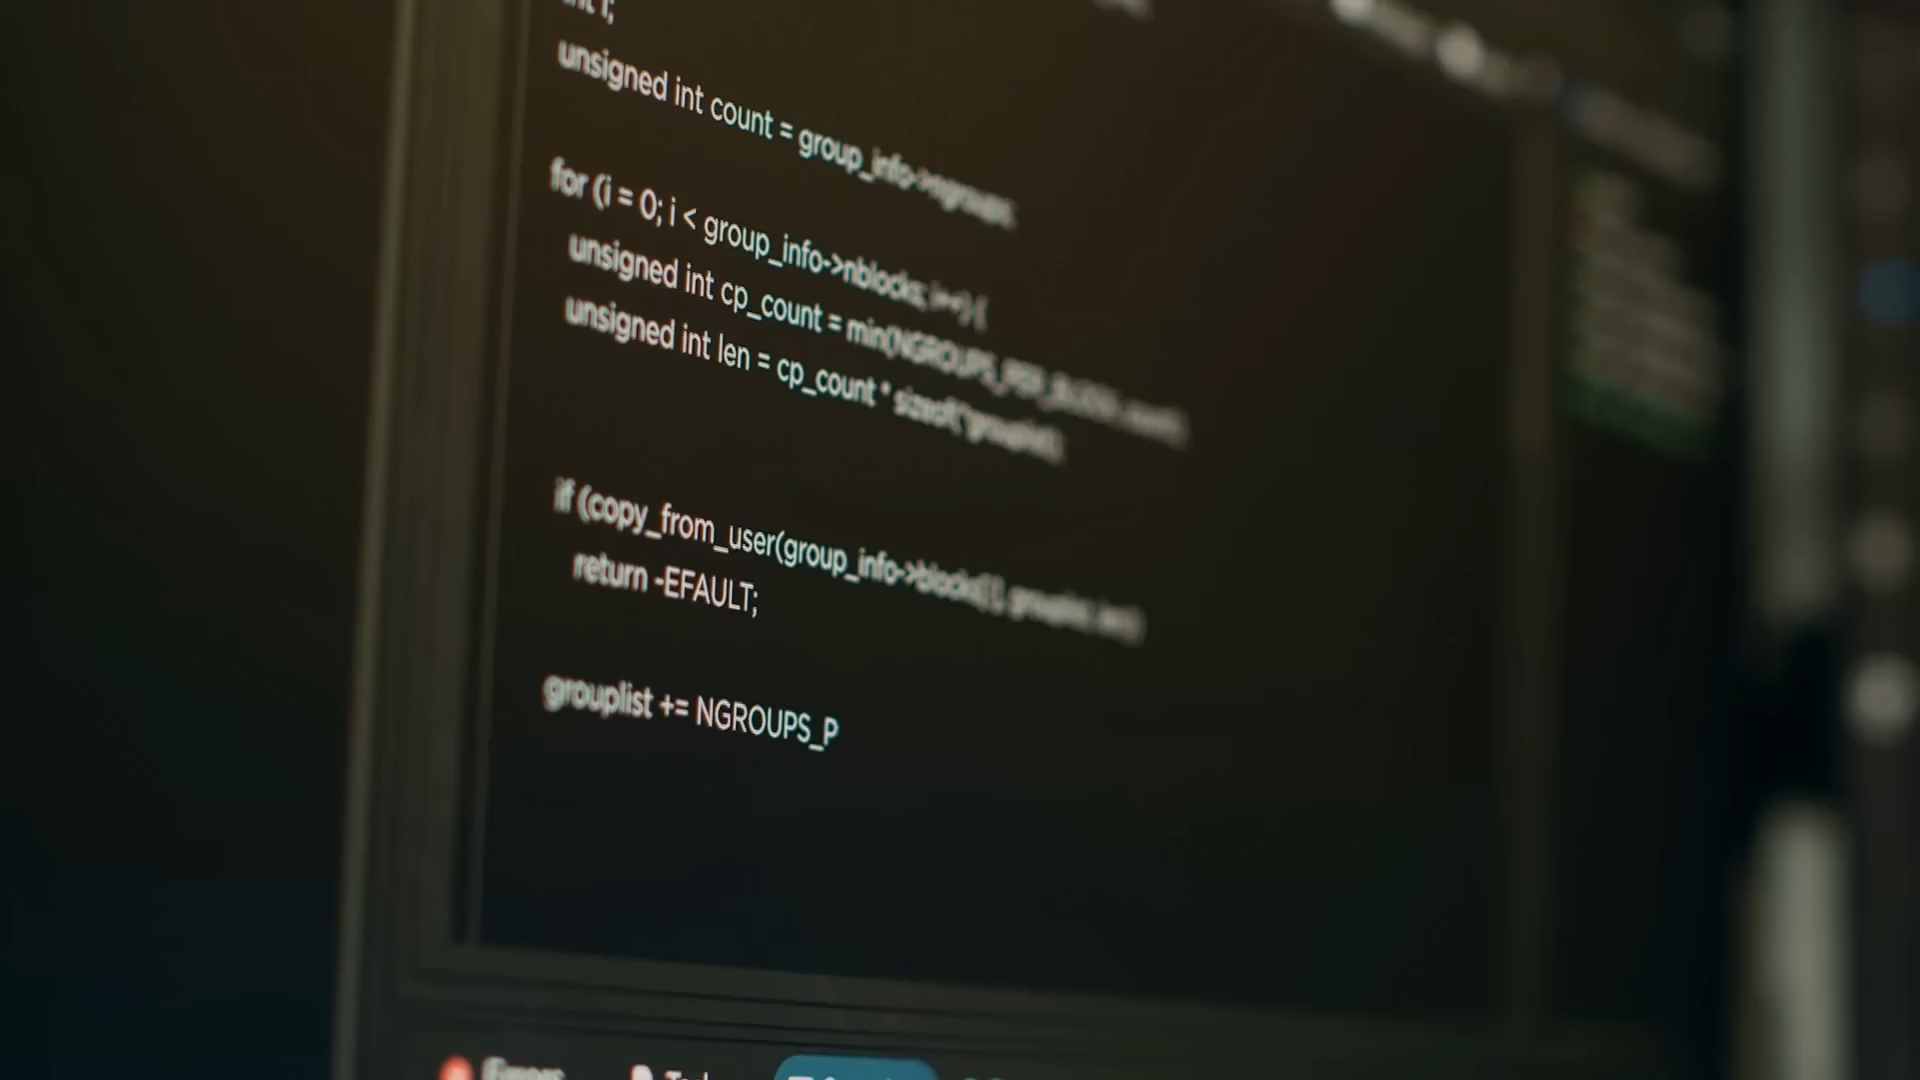 unsigned int count = group_info->ngroups;
for (i = 0; i < group_info->nblocks; i++) {
unsigned int cp_count = min(NGROUPS_PER_BLOCK, count);
unsigned int len = cp_count * sizeof(*grouplist);
if (copy_from_user(group_info->blocks[i], grouplist, len))
return -EFAULT;
grouplist += NGROUPS_P
Errors